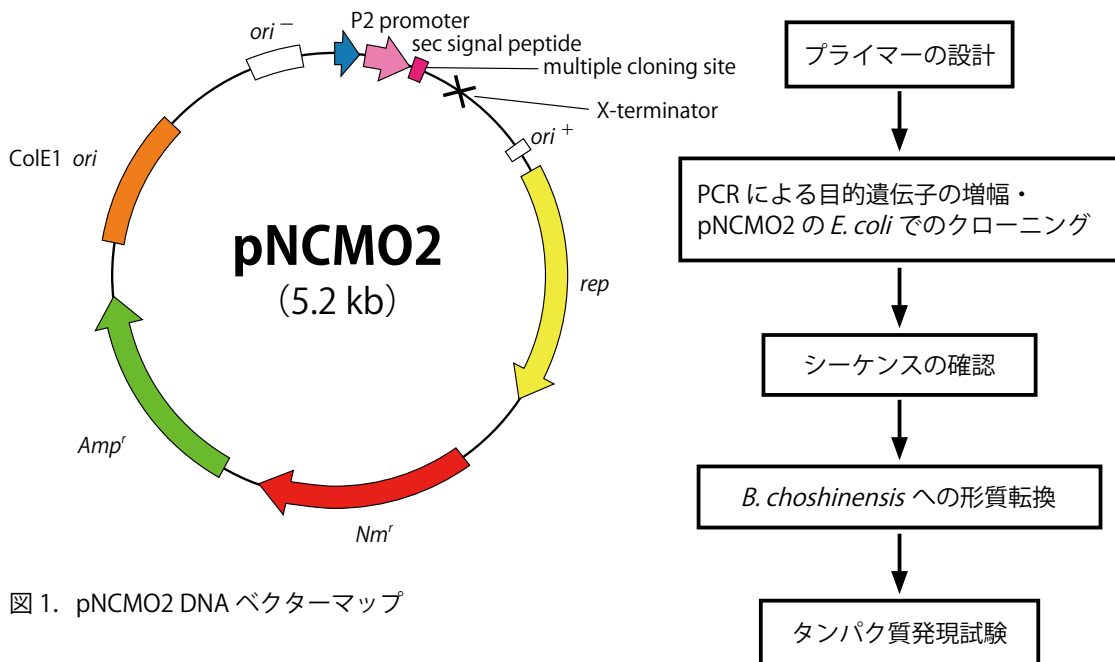 ori－
P2 promoter
sec signal peptide
multiple cloning site
X-terminator
ori＋
ColE1 ori
pNCMO2
（5.2 kb）
rep
Ampr
Nmr
図 1. pNCMO2 DNA ベクターマップ
プライマーの設計
PCR による目的遺伝子の増幅・
pNCMO2 の E. coli でのクローニング
シーケンスの確認
B. choshinensis への形質転換
タンパク質発現試験